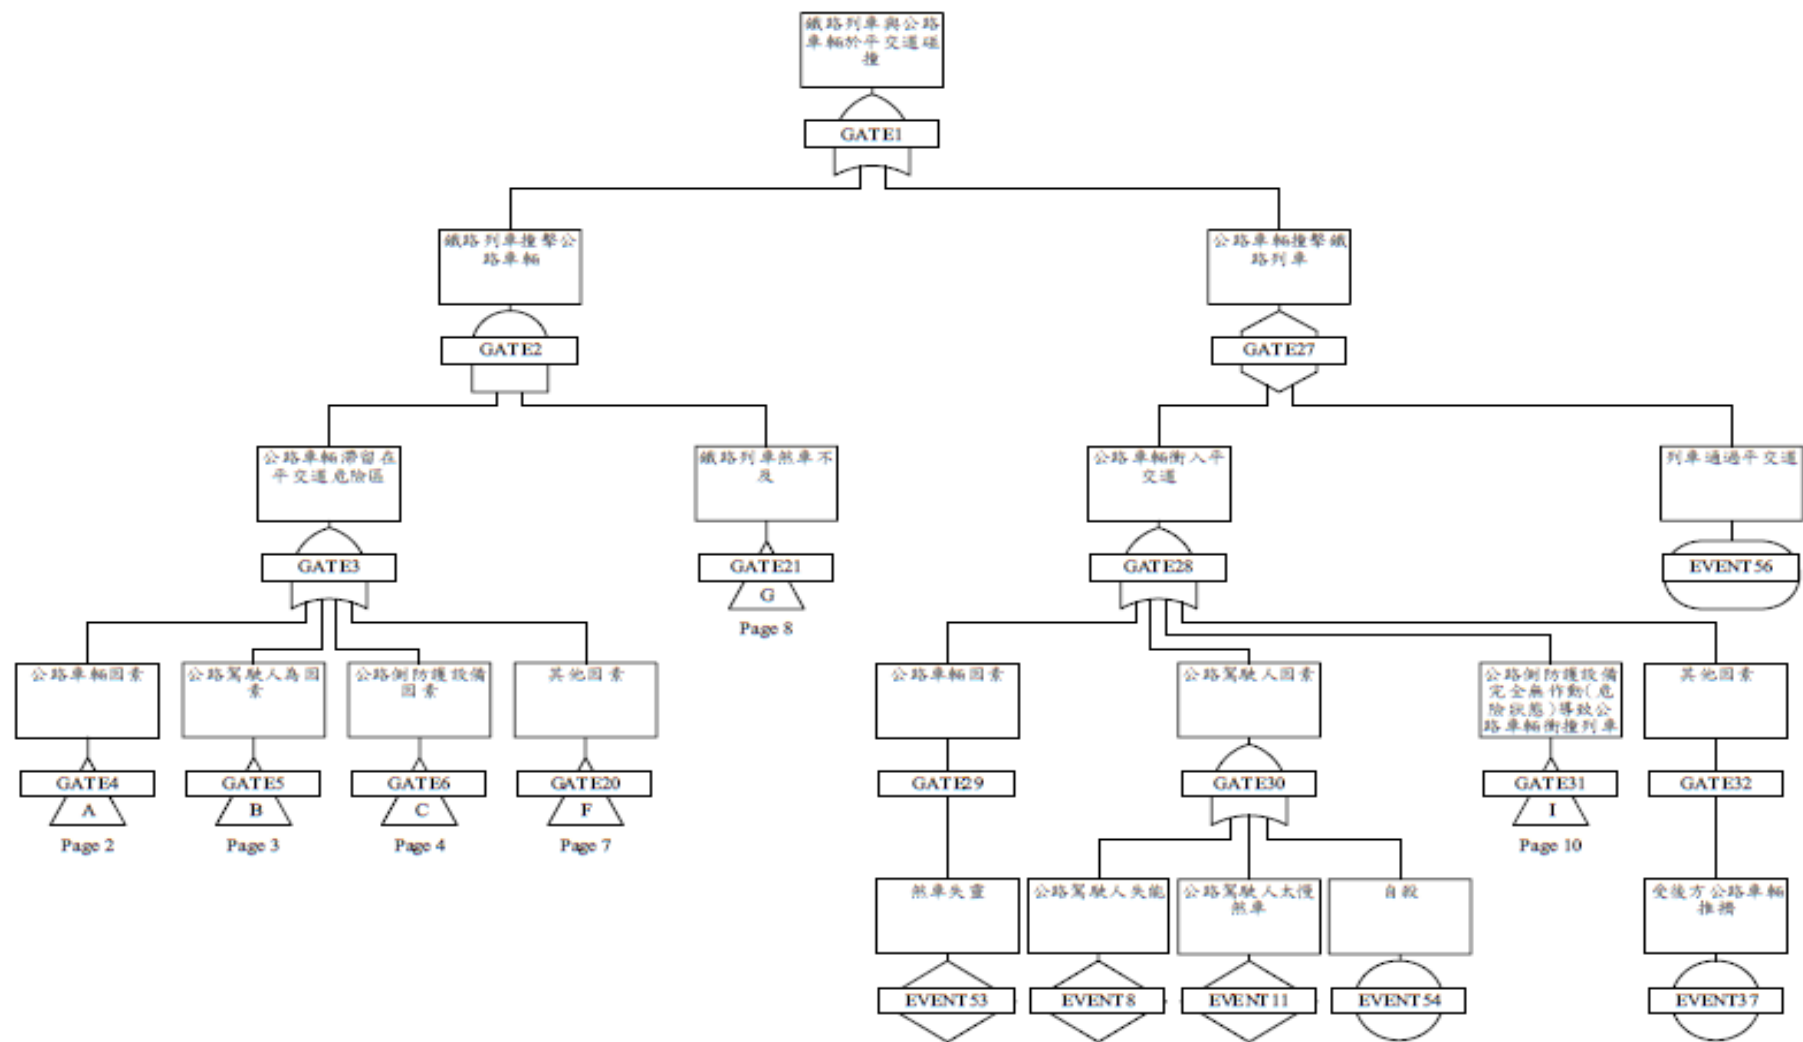 鐵路列車與公路
車輛於平交道碰
撞
GATE1
鐵路列車撞擊公
路車輛
公路車輛撞擊鐵
路列車
GATE2
GATE27
公路車輛滯留在
平交道危險區
鐵路列車煞車不
及
公路車輛衝入平
交道
列車通過平交道
GATE3
GATE21
G
Page 8
GATE28
EVENT56
公路車輛因素
公路駕駛人為因
素
公路側防護設備
因素
其他因素
公路車輛因素
公路駕駛人因素
公路側防護設備
完全無作動(危
險狀態)導致公
路車輛衝撞列車
其他因素
GATE4
A
Page 2
GATE5
B
Page 3
GATE6
C
Page 4
GATE20
F
Page 7
GATE29
GATE30
GATE31
I
Page 10
GATE32
煞車失靈
公路駕駛人失能
公路駕駛人太慢
煞車
自殺
受後方公路車輛
推擠
EVENT53
EVENT8
EVENT11
EVENT54
EVENT37